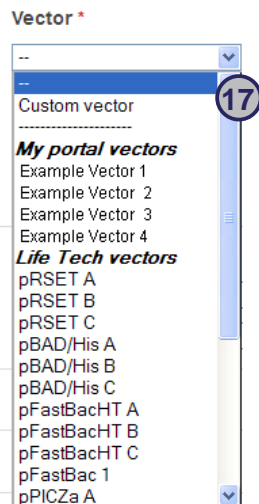 Vector *
--
--
Custom vector
17
----------------------
My portal vectors
Example Vector 1
Example Vector 2
Example Vector 3
Example Vector 4
Life Tech vectors
pRSET A
pRSET B
pRSET C
pBAD/His A
pBAD/His B
pBAD/His C
pFastBacHT A
pFastBacHT B
pFastBacHT C
pFastBac 1
pPICZa A